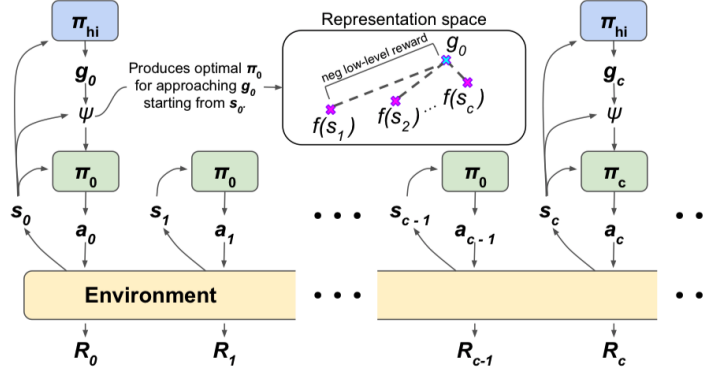 Representation space
π_hi
π_hi
g_0
neg low-level reward
g_0
g_c
Produces optimal π_0
for approaching g_0
starting from s_0.
ψ
f(s_1)
f(s_2)
...
f(s_c)
ψ
π_0
π_0
π_0
π_c
s_0
s_1
• • •
s_c-1
s_c
• •
a_0
a_1
a_c-1
a_c
Environment
• • •
• •
R_0
R_1
R_c-1
R_c